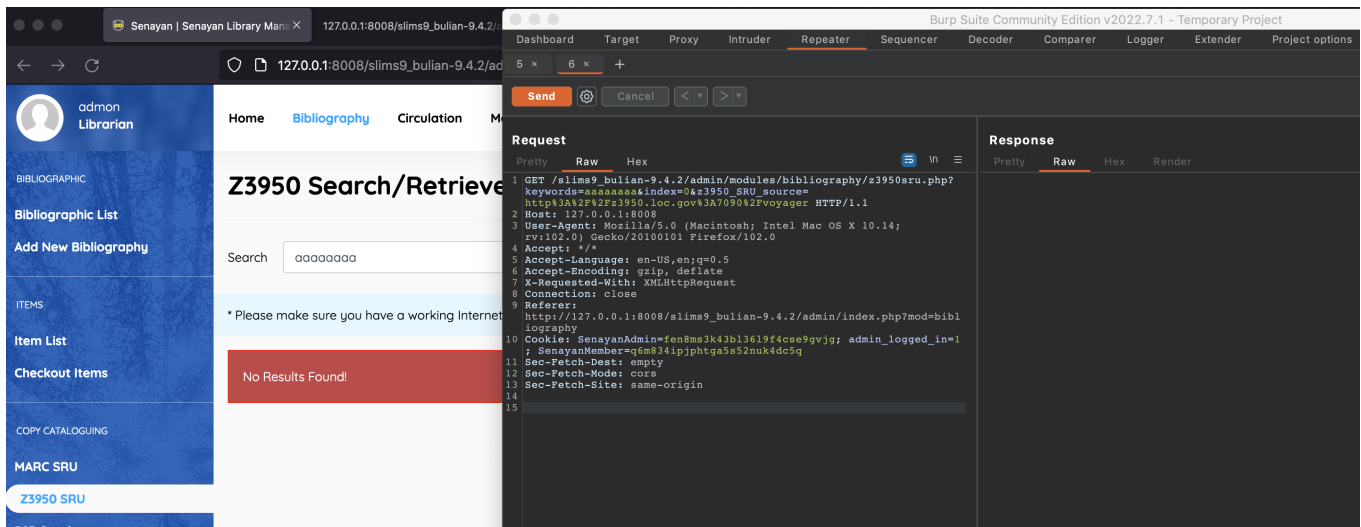 Senayan | Senayan Library Mana
127.0.0.1:8008/slims9_bulian-9.4.2/
127.0.0.1:8008/slims9_bulian-9.4.2/ad
admon
Librarian
BIBLIOGRAPHIC
Bibliographic List
Add New Bibliography
ITEMS
Item List
Checkout Items
COPY CATALOGUING
MARC SRU
Z3950 SRU
Home Bibliography Circulation M
Z3950 Search/Retrieve
Search aaaaaaaa
* Please make sure you have a working Internet
No Results Found!
Burp Suite Community Edition v2022.7.1 - Temporary Project
Dashboard Target Proxy Intruder Repeater Sequencer Decoder Comparer Logger Extender Project options
5 × 6 × +
Send Cancel < >
Request
Pretty Raw Hex \n
1 GET /slims9_bulian-9.4.2/admin/modules/bibliography/z3950sru.php?
keywords=aaaaaaaa&index=0&z3950_SRU_source=
http%3A%2F%2Fz3950.loc.gov%3A7090%2Fvoyager HTTP/1.1
2 Host: 127.0.0.1:8008
3 User-Agent: Mozilla/5.0 (Macintosh; Intel Mac OS X 10.14;
rv:102.0) Gecko/20100101 Firefox/102.0
4 Accept: */*
5 Accept-Language: en-US,en;q=0.5
6 Accept-Encoding: gzip, deflate
7 X-Requested-With: XMLHttpRequest
8 Connection: close
9 Referer:
http://127.0.0.1:8008/slims9_bulian-9.4.2/admin/index.php?mod=bibl
iography
10 Cookie: SenayanAdmin=fen8ms3k43bl36l9f4cse9gvjg; admin_logged_in=1
; SenayanMember=q6m834ipjphtga5s52nuk4dc5q
11 Sec-Fetch-Dest: empty
12 Sec-Fetch-Mode: cors
13 Sec-Fetch-Site: same-origin
14
15
Response
Pretty Raw Hex Render